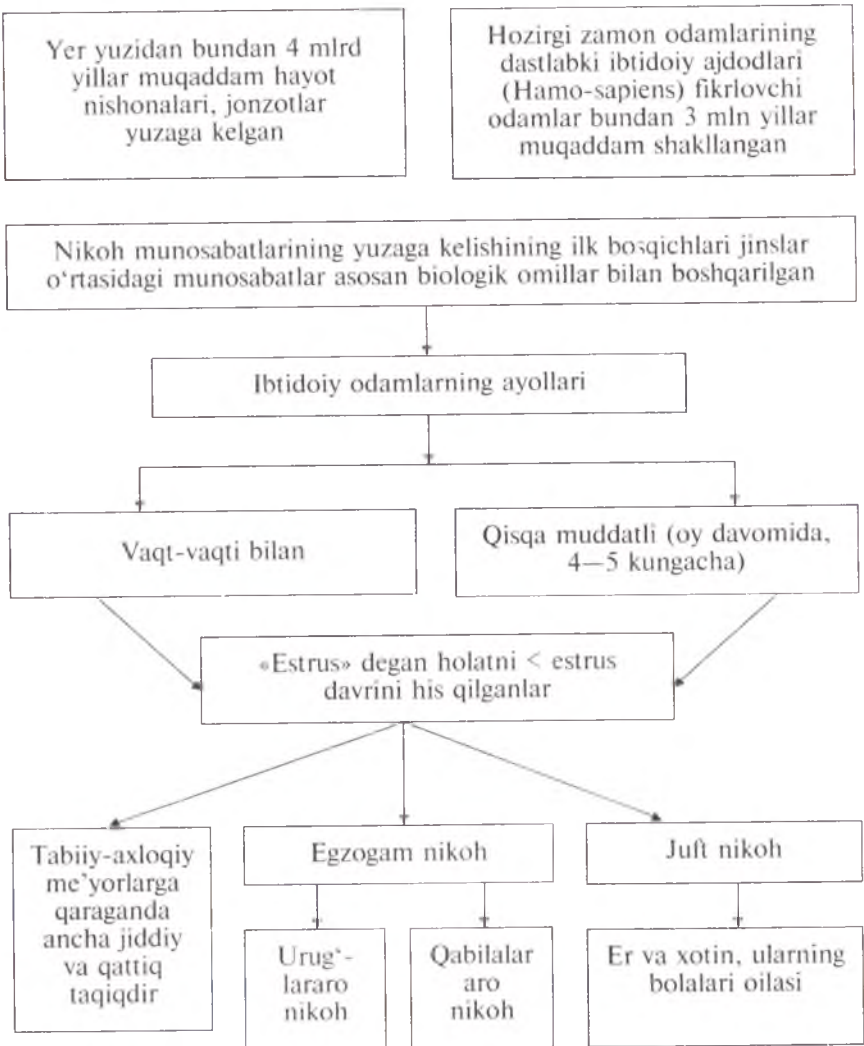 Yer yuzidan bundan 4 mlrd
yillar muqaddam hayot
nishonalari, jonzotlar
yuzaga kelgan
Hozirgi zamon odamlarining
dastlabki ibtidoiy ajdodlari
(Hamo-sapiens) fikrlovchi
odamlar bundan 3 mln yillar
muqaddam shakllangan
Nikoh munosabatlarining yuzaga kelishining ilk bosqichlari jinslar
o‘rtasidagi munosabatlar asosan biologik omillar bilan boshqarilgan
Ibtidoiy odamlarning ayollari
Vaqt-vaqti bilan
Qisqa muddatli (oy davomida,
4—5 kungacha)
«Estrus» degan holatni < estrus
davrini his qilganlar
Tabiiy-axloqiy
me’yorlarga
qaraganda
ancha jiddiy
va qattiq
taqiqdir
Egzogam nikoh
Urug‘-
lararo
nikoh
Qabilalar
aro
nikoh
Juft nikoh
Er va xotin, ularning
bolalari oilasi